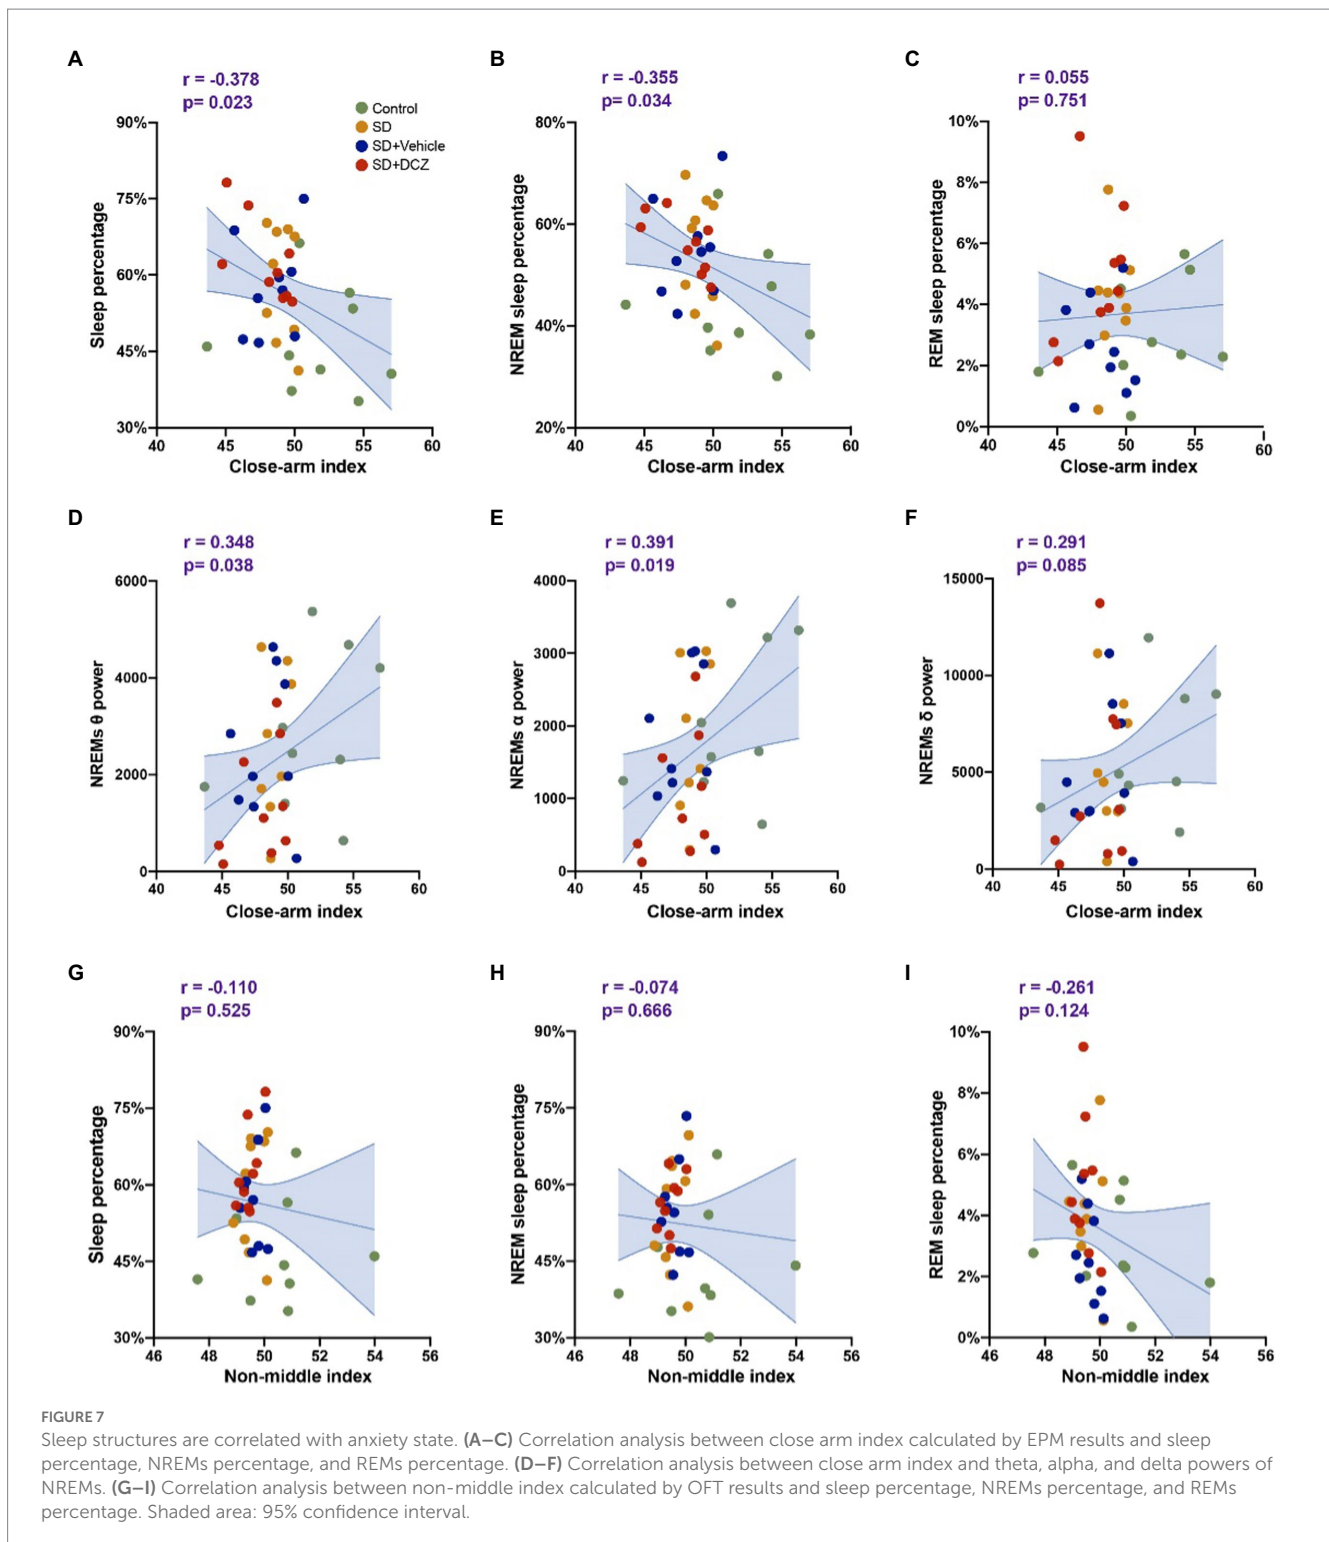 A
r = -0.378
p= 0.023
Control
SD
SD+Vehicle
SD+DCZ
90%
75%
60%
45%
30%
Sleep percentage
40 45 50 55 60
Close-arm index
B
r = -0.355
p= 0.034
80%
60%
40%
20%
NREM sleep percentage
40 45 50 55 60
Close-arm index
C
r = 0.055
p= 0.751
10%
8%
6%
4%
2%
0%
REM sleep percentage
40 45 50 55 60
Close-arm index
D
r = 0.348
p= 0.038
6000
4000
2000
0
NREMs θ power
40 45 50 55 60
Close-arm index
E
r = 0.391
p= 0.019
4000
3000
2000
1000
0
NREMs α power
40 45 50 55 60
Close-arm index
F
r = 0.291
p= 0.085
15000
10000
5000
0
NREMs δ power
40 45 50 55 60
Close-arm index
G
r = -0.110
p= 0.525
90%
75%
60%
45%
30%
Sleep percentage
46 48 50 52 54 56
Non-middle index
H
r = -0.074
p= 0.666
90%
75%
60%
45%
30%
NREM sleep percentage
46 48 50 52 54 56
Non-middle index
I
r = -0.261
p= 0.124
10%
8%
6%
4%
2%
0%
REM sleep percentage
46 48 50 52 54 56
Non-middle index
FIGURE 7
Sleep structures are correlated with anxiety state. (A–C) Correlation analysis between close arm index calculated by EPM results and sleep
percentage, NREMs percentage, and REMs percentage. (D–F) Correlation analysis between close arm index and theta, alpha, and delta powers of
NREMs. (G–I) Correlation analysis between non-middle index calculated by OFT results and sleep percentage, NREMs percentage, and REMs
percentage. Shaded area: 95% confidence interval.